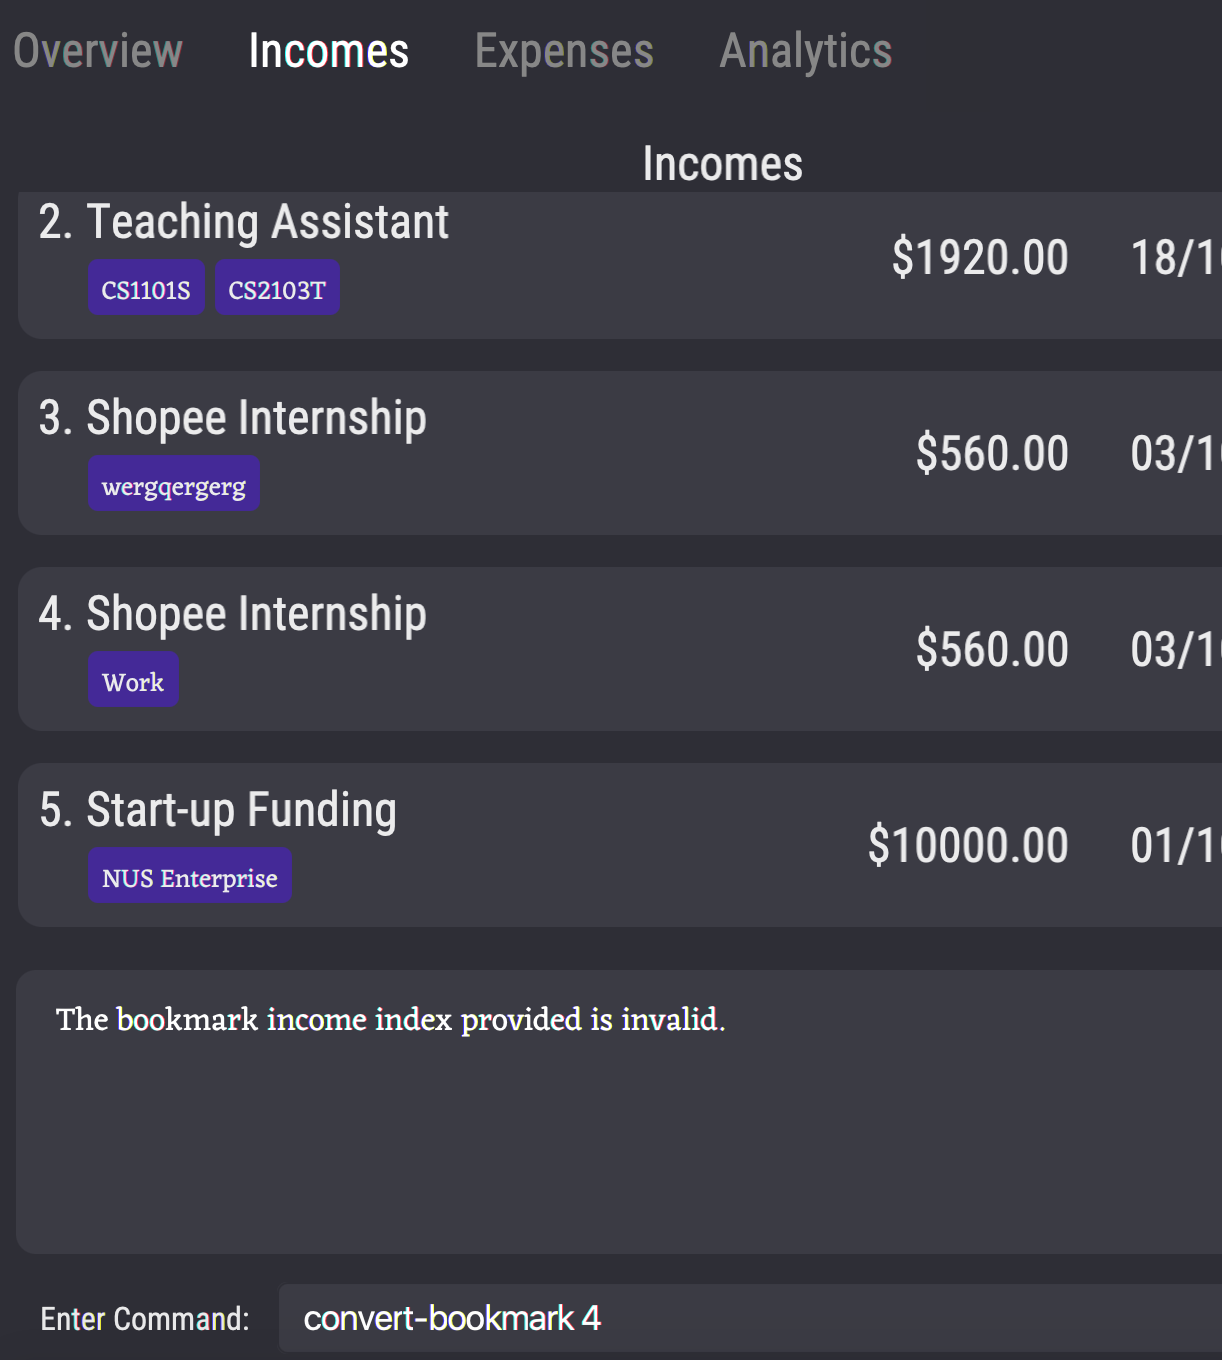 Overview Incomes Expenses Analytics
Incomes
2. Teaching Assistant
$1920.00 18/1
CS1101S CS2103T
3. Shopee Internship
$560.00 03/1
wergqergerg
4. Shopee Internship
$560.00 03/1
Work
5. Start-up Funding
$10000.00 01/1
NUS Enterprise
The bookmark income index provided is invalid.
Enter Command: convert-bookmark 4